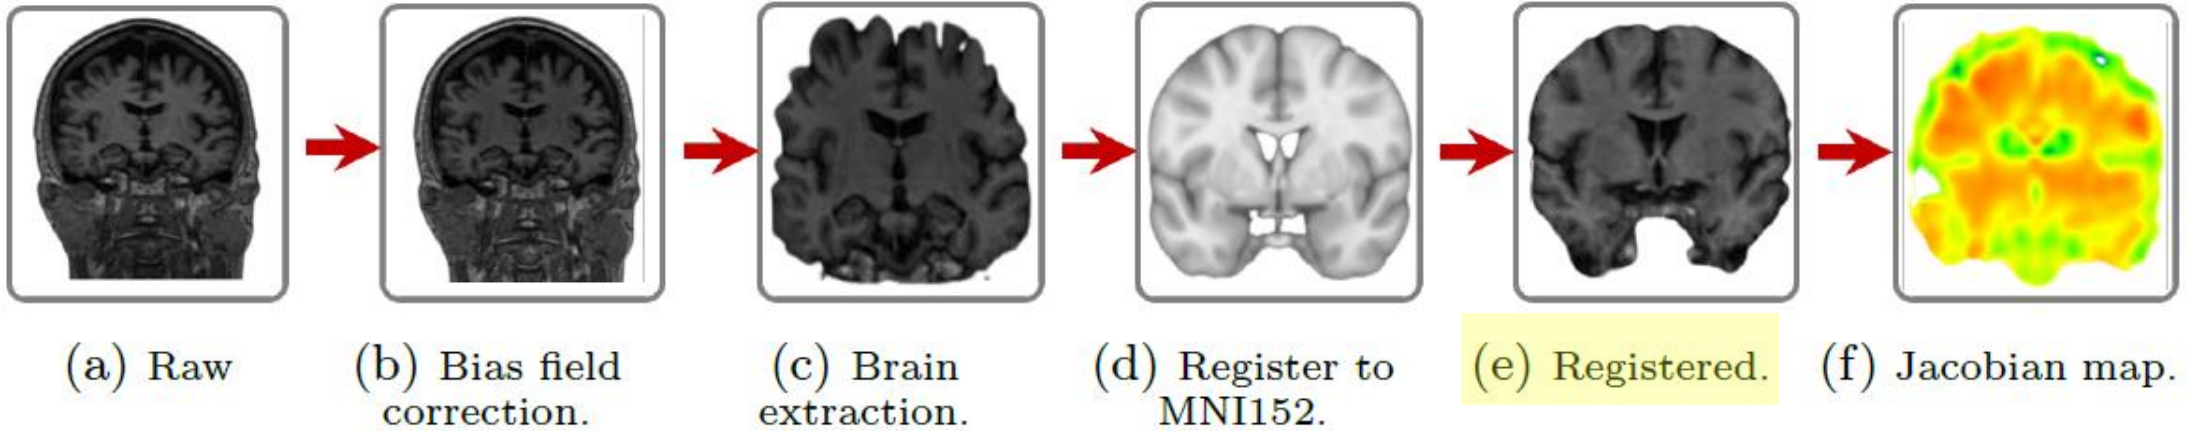 (a) Raw
(b) Bias field
correction.
(c) Brain
extraction.
(d) Register to
MNI152.
(e) Registered.
(f) Jacobian map.